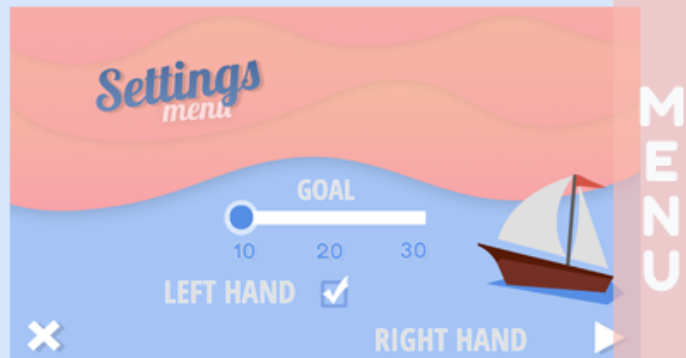 Settings
menu
GOAL
10 20 30
LEFT HAND
RIGHT HAND
MENU